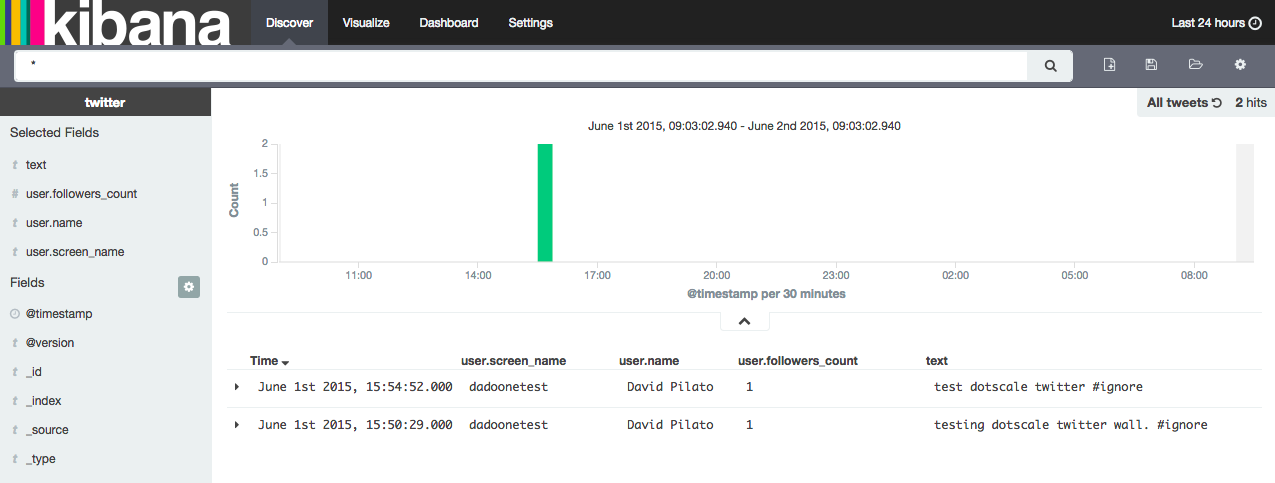 kibana Discover Visualize Dashboard Settings Last 24 hours
*
twitter
All tweets 2 hits
Selected Fields
t text
# user.followers_count
t user.name
t user.screen_name
Fields
@timestamp
t @version
t _id
t _index
t _source
t _type
June 1st 2015, 09:03:02.940 - June 2nd 2015, 09:03:02.940
Count
2
1.5
1
0.5
0
11:00 14:00 17:00 20:00 23:00 02:00 05:00 08:00
@timestamp per 30 minutes
Time user.screen_name user.name user.followers_count text
June 1st 2015, 15:54:52.000 dadoonetest David Pilato 1 test dotscale twitter #ignore
June 1st 2015, 15:50:29.000 dadoonetest David Pilato 1 testing dotscale twitter wall. #ignore